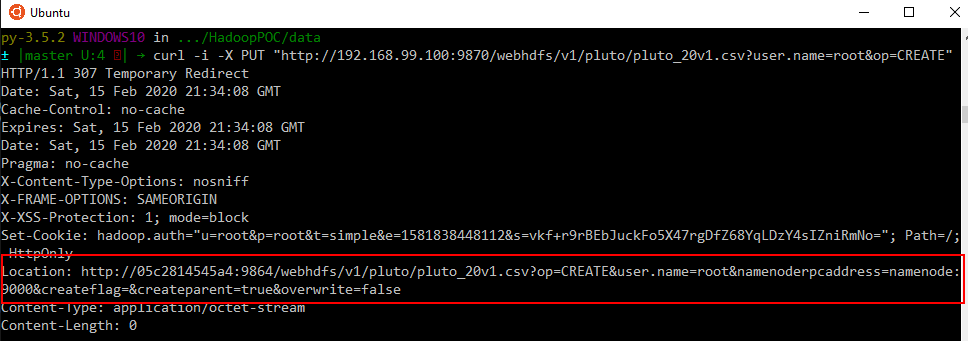 Ubuntu
py-3.5.2 WINDOWS10 in .../HadoopPOC/data
± |master U:4 | → curl -i -X PUT "http://192.168.99.100:9870/webhdfs/v1/pluto/pluto_20v1.csv?user.name=root&op=CREATE"
HTTP/1.1 307 Temporary Redirect
Date: Sat, 15 Feb 2020 21:34:08 GMT
Cache-Control: no-cache
Expires: Sat, 15 Feb 2020 21:34:08 GMT
Date: Sat, 15 Feb 2020 21:34:08 GMT
Pragma: no-cache
X-Content-Type-Options: nosniff
X-FRAME-OPTIONS: SAMEORIGIN
X-XSS-Protection: 1; mode=block
Set-Cookie: hadoop.auth="u=root&p=root&t=simple&e=1581838448112&s=vkf+r9rBEbJuckFo5X47rgDfZ68YqLDzY4sIZniRmNo="; Path=/;
HttpOnly
Location: http://05c2814545a4:9864/webhdfs/v1/pluto/pluto_20v1.csv?op=CREATE&user.name=root&namenoderpcaddress=namenode:
9000&createflag=&createparent=true&overwrite=false
Content-Type: application/octet-stream
Content-Length: 0